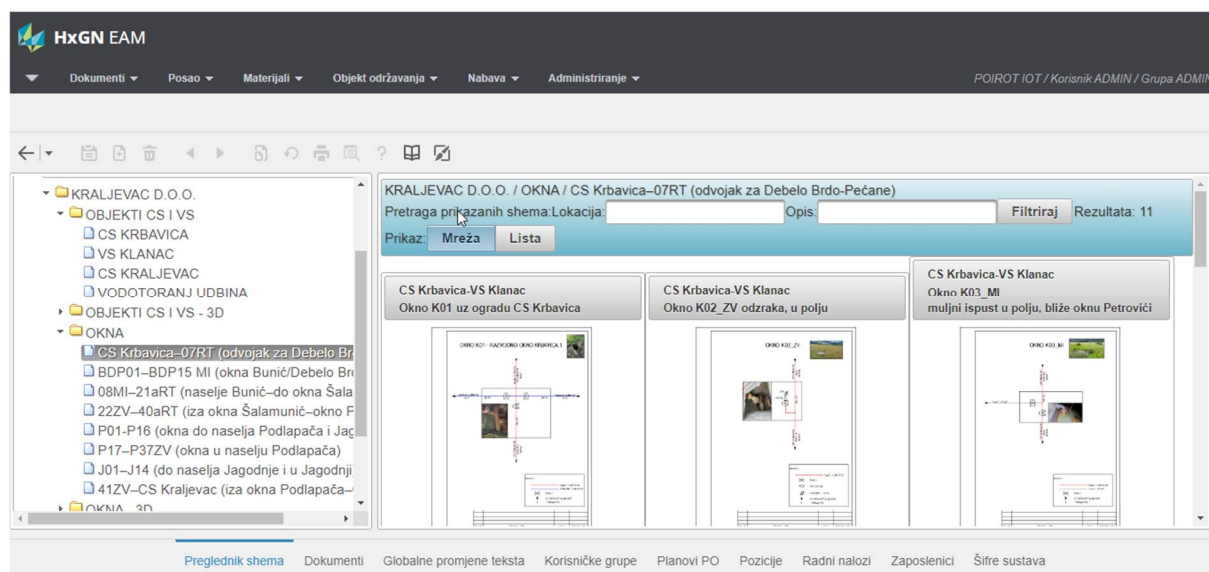 HxGN EAM
Dokumenti Posao Materijali Objekt održavanja Nabava Administriranje POIROT IOT / Korisnik ADMIN / Grupa ADMIN
KRALJEVAC D.O.O.
OBJEKTI CS I VS
CS KRBAVICA
VS KLANAC
CS KRALJEVAC
VODOTORANJ UDBINA
OBJEKTI CS I VS - 3D
OKNA
CS Krbavica–07RT (odvojak za Debelo Br
BDP01–BDP15 MI (okna Bunić/Debelo Br
08MI–21aRT (naselje Bunić–do okna Šala
22ZV–40aRT (iza okna Šalamunić–okno P
P01-P16 (okna do naselja Podlapača i Jag
P17–P37ZV (okna u naselju Podlapača)
J01–J14 (do naselja Jagodnje i u Jagodnji
41ZV–CS Kraljevac (iza okna Podlapača–
OKNA - 3D
KRALJEVAC D.O.O. / OKNA / CS Krbavica–07RT (odvojak za Debelo Brdo-Pećane)
Pretraga prikazanih shema:Lokacija: Opis: Filtriraj Rezultata: 11
Prikaz: Mreža Lista
CS Krbavica-VS Klanac
Okno K01 uz ogradu CS Krbavica
OKNO K01 - RAZVODNO OKNO KRBAVICA 1
CS Krbavica-VS Klanac
Okno K02_ZV odzraka, u polju
OKNO K02_ZV
CS Krbavica-VS Klanac
Okno K03_MI
muljni ispust u polju, bliže oknu Petrovići
OKNO K03_MI
Preglednik shema Dokumenti Globalne promjene teksta Korisničke grupe Planovi PO Pozicije Radni nalozi Zaposlenici Šifre sustava